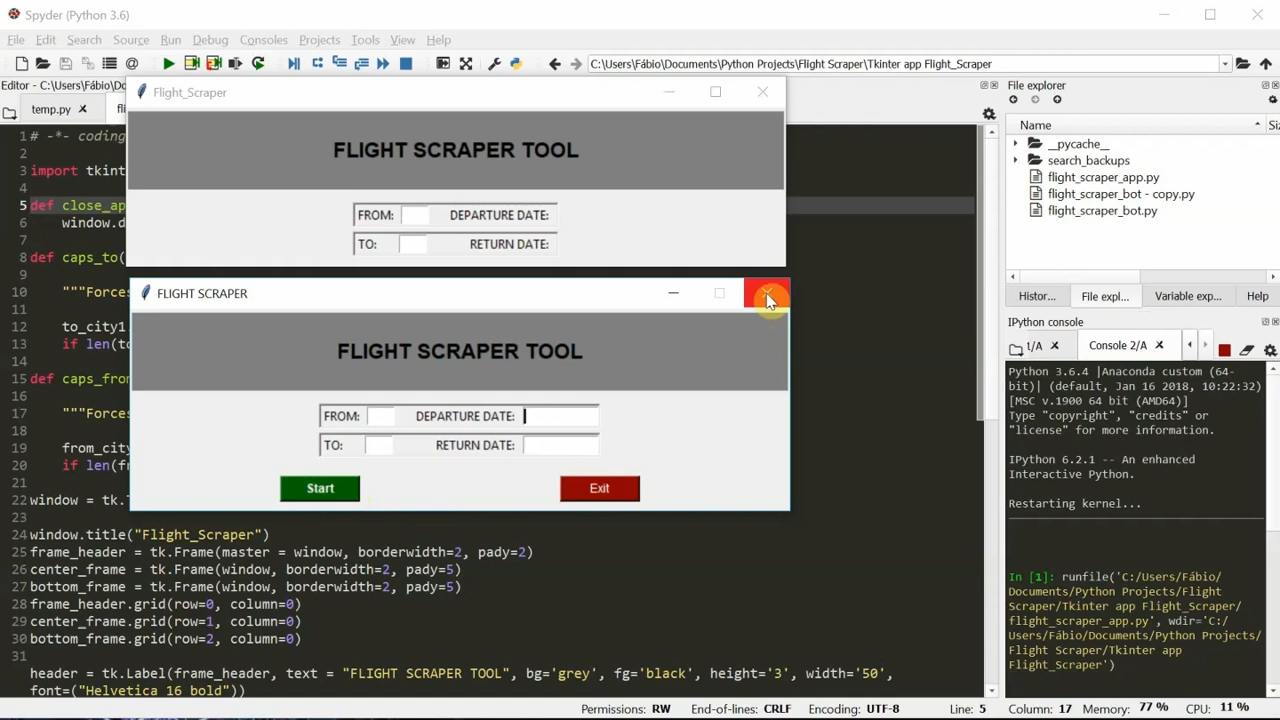 Spyder (Python 3.6)
File Edit Search Source Run Debug Consoles Projects Tools View Help
C:\Users\Fábio\Documents\Python Projects\Flight Scraper\Tkinter app Flight_Scraper
Editor - C:\Users\Fábio\Do
temp.py
fli
1 # -*- coding
2
3 import tkint
4
5 def close_ap
6 window.d
7
8 def caps_to(
9
10 """Forces
11
12 to_city1
13 if len(to
14
15 def caps_from
16
17 """Forces
18
19 from_city
20 if len(fr
21
22 window = tk.T
23
24 window.title("Flight_Scraper")
25 frame_header = tk.Frame(master = window, borderwidth=2, pady=2)
26 center_frame = tk.Frame(window, borderwidth=2, pady=5)
27 bottom_frame = tk.Frame(window, borderwidth=2, pady=5)
28 frame_header.grid(row=0, column=0)
29 center_frame.grid(row=1, column=0)
30 bottom_frame.grid(row=2, column=0)
31
header = tk.Label(frame_header, text = "FLIGHT SCRAPER TOOL", bg='grey', fg='black', height='3', width='50',
font=("Helvetica 16 bold"))
Flight_Scraper
FLIGHT SCRAPER TOOL
FROM: DEPARTURE DATE:
TO: RETURN DATE:
FLIGHT SCRAPER
FLIGHT SCRAPER TOOL
FROM: DEPARTURE DATE:
TO: RETURN DATE:
Start Exit
File explorer
Name Siz
__pycache__
search_backups
flight_scraper_app.py
flight_scraper_bot - copy.py
flight_scraper_bot.py
Histor... File expl... Variable exp... Help
IPython console
1/A Console 2/A
Python 3.6.4 |Anaconda custom (64-
bit)| (default, Jan 16 2018, 10:22:32)
[MSC v.1900 64 bit (AMD64)]
Type "copyright", "credits" or
"license" for more information.
IPython 6.2.1 -- An enhanced
Interactive Python.
Restarting kernel...
In [1]: runfile('C:/Users/Fábio/
Documents/Python Projects/Flight
Scraper/Tkinter app Flight_Scraper/
flight_scraper_app.py', wdir='C:/
Users/Fábio/Documents/Python Projects/
Flight Scraper/Tkinter app
Flight_Scraper')
Permissions: RW End-of-lines: CRLF Encoding: UTF-8 Line: 5 Column: 17 Memory: 77 % CPU: 11 %